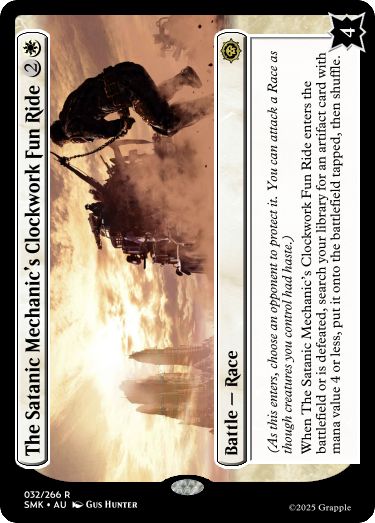 The Satanic Mechanic's Clockwork Fun Ride 2
Battle — Race
4
(As this enters, choose an opponent to protect it. You can attack a Race as
though creatures you control had haste.)
When The Satanic Mechanic's Clockwork Fun Ride enters the
battlefield or is defeated, search your library for an artifact card with
mana value 4 or less, put it onto the battlefield tapped, then shuffle.
032/266 R
SMK • AU Gus Hunter
©2025 Grapple